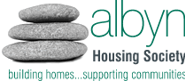 albyn
Housing Society
building homes...supporting communities